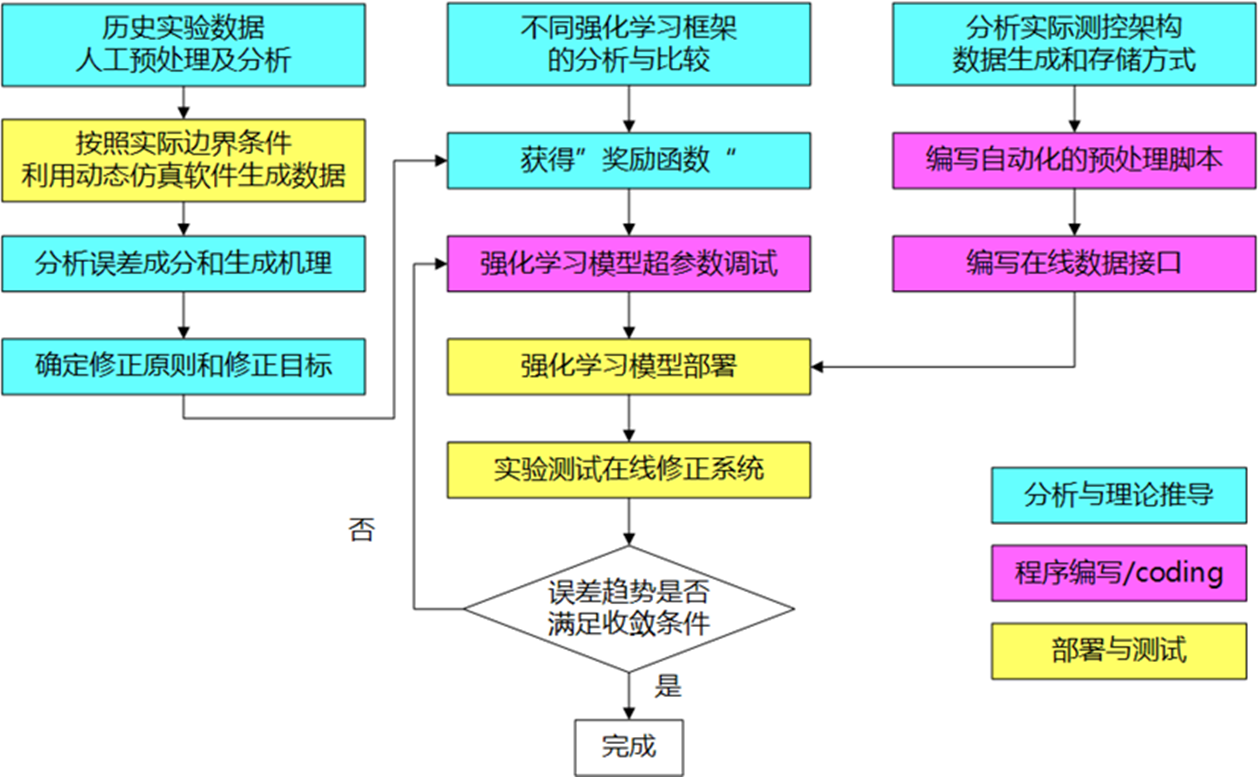 历史实验数据
人工预处理及分析
按照实际边界条件
利用动态仿真软件生成数据
分析误差成分和生成机理
确定修正原则和修正目标
不同强化学习框架
的分析与比较
获得”奖励函数“
强化学习模型超参数调试
强化学习模型部署
实验测试在线修正系统
否
误差趋势是否
满足收敛条件
是
完成
分析实际测控架构
数据生成和存储方式
编写自动化的预处理脚本
编写在线数据接口
分析与理论推导
程序编写/coding
部署与测试